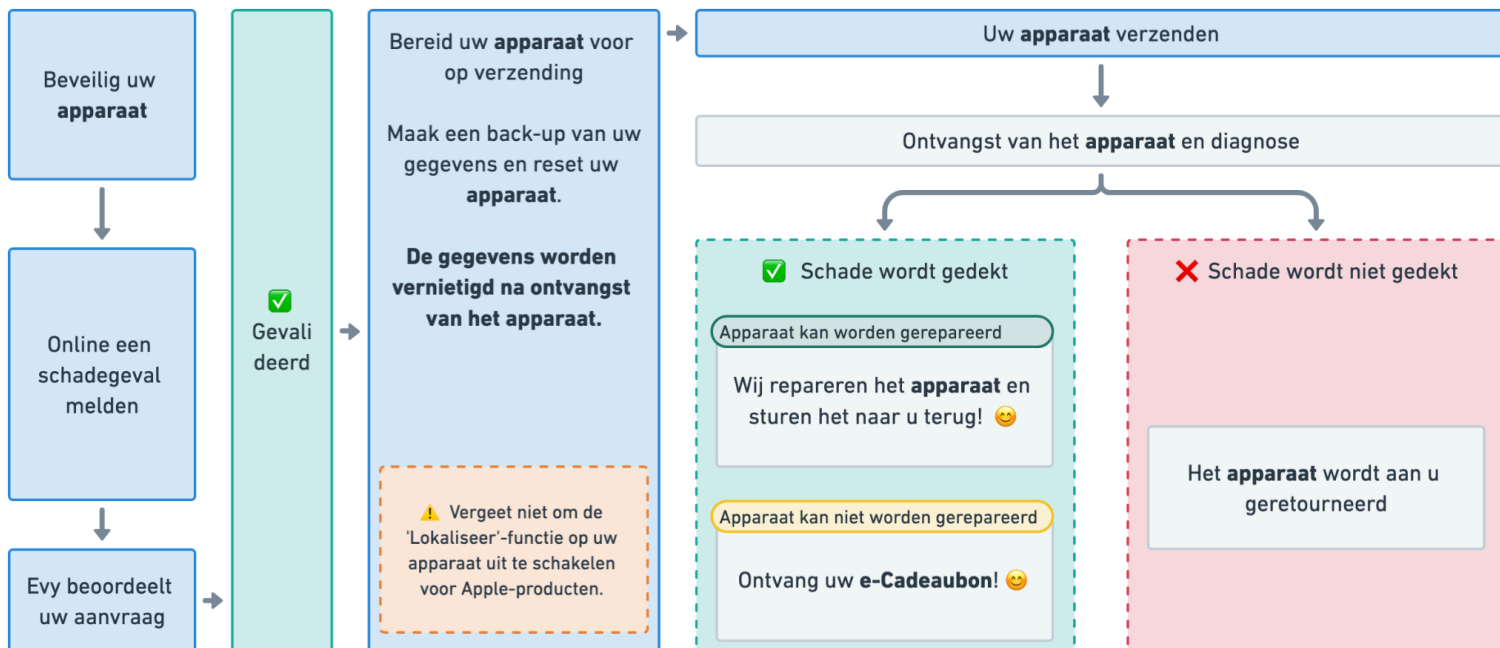 Beveilig uw
apparaat
Online een
schadegeval
melden
Evy beoordeelt
uw aanvraag
Gevali
deerd
Bereid uw apparaat voor
op verzending
Maak een back-up van uw
gegevens en reset uw
apparaat.
De gegevens worden
vernietigd na ontvangst
van het apparaat.
Vergeet niet om de
'Lokaliseer'-functie op uw
apparaat uit te schakelen
voor Apple-producten.
Uw apparaat verzenden
Ontvangst van het apparaat en diagnose
Schade wordt gedekt
Apparaat kan worden gerepareerd
Wij repareren het apparaat en
sturen het naar u terug! 😊
Apparaat kan niet worden gerepareerd
Ontvang uw e-Cadeaubon! 😊
Schade wordt niet gedekt
Het apparaat wordt aan u
geretourneerd